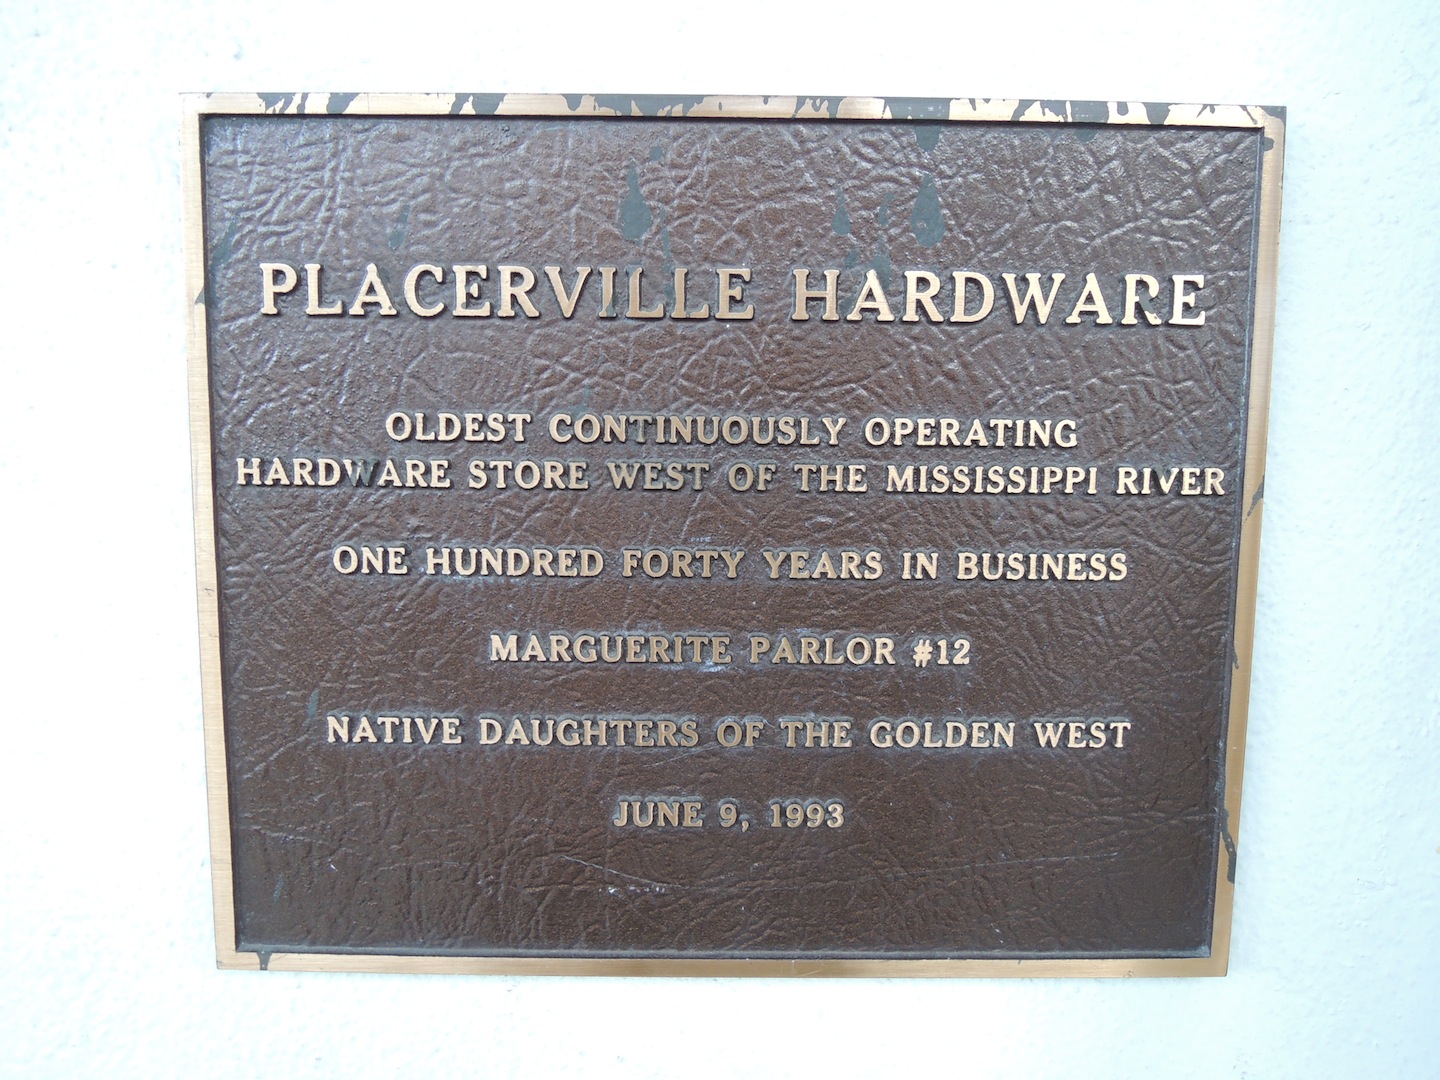 PLACERVILLE HARDWARE
OLDEST CONTINUOUSLY OPERATING
HARDWARE STORE WEST OF THE MISSISSIPPI RIVER
ONE HUNDRED FORTY YEARS IN BUSINESS
MARGUERITE PARLOR #12
NATIVE DAUGHTERS OF THE GOLDEN WEST
JUNE 9, 1993